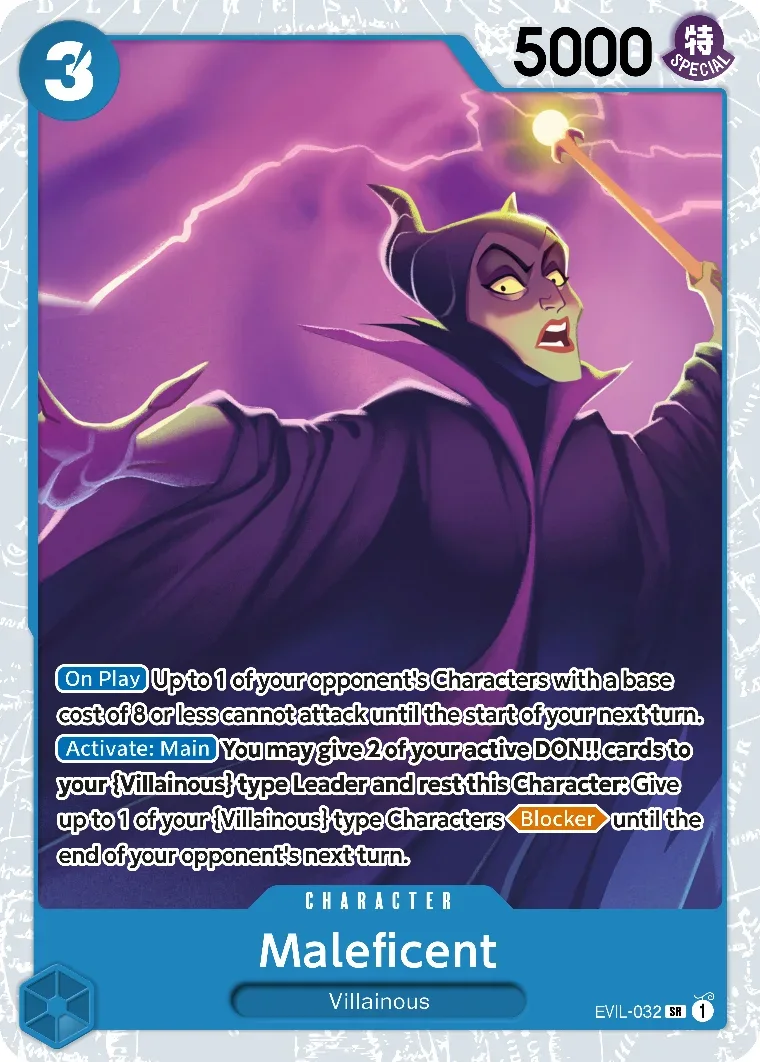 3
5000
特
SPECIAL
On Play Up to 1 of your opponent's Characters with a base
cost of 8 or less cannot attack until the start of your next turn.
Activate: Main You may give 2 of your active DON!! cards to
your {Villainous} type Leader and rest this Character: Give
up to 1 of your {Villainous} type Characters Blocker until the
end of your opponent's next turn.
CHARACTER
Maleficent
Villainous
EVIL-032 SR 1